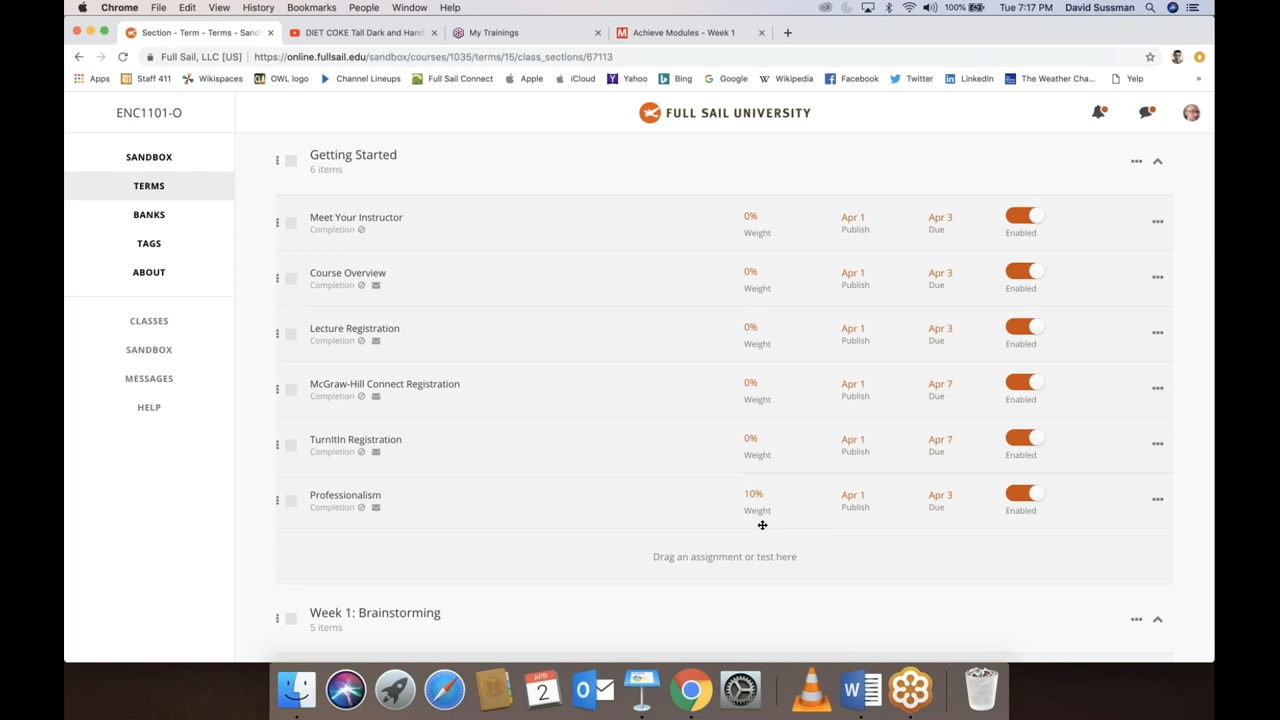 Chrome File Edit View History Bookmarks People Window Help 100% Tue 7:17 PM David Sussman
Section - Term - Terms - Sand DIET COKE Tall Dark and Hand My Trainings Achieve Modules - Week 1
Full Sail, LLC [US] https://online.fullsail.edu/sandbox/courses/1035/terms/15/class_sections/67113
Apps Staff 411 Wikispaces OWL logo Channel Lineups Full Sail Connect Apple iCloud Yahoo Bing Google Wikipedia Facebook Twitter LinkedIn The Weather Cha... Yelp »
ENC1101-O
FULL SAIL UNIVERSITY
SANDBOX
TERMS
BANKS
TAGS
ABOUT
CLASSES
SANDBOX
MESSAGES
HELP
Getting Started
6 items
Meet Your Instructor 0% Apr 1 Apr 3
Completion Weight Publish Due Enabled
Course Overview 0% Apr 1 Apr 3
Completion Weight Publish Due Enabled
Lecture Registration 0% Apr 1 Apr 3
Completion Weight Publish Due Enabled
McGraw-Hill Connect Registration 0% Apr 1 Apr 7
Completion Weight Publish Due Enabled
TurnItIn Registration 0% Apr 1 Apr 7
Completion Weight Publish Due Enabled
Professionalism 10% Apr 1 Apr 3
Completion Weight Publish Due Enabled
Drag an assignment or test here
Week 1: Brainstorming
5 items
APR
2